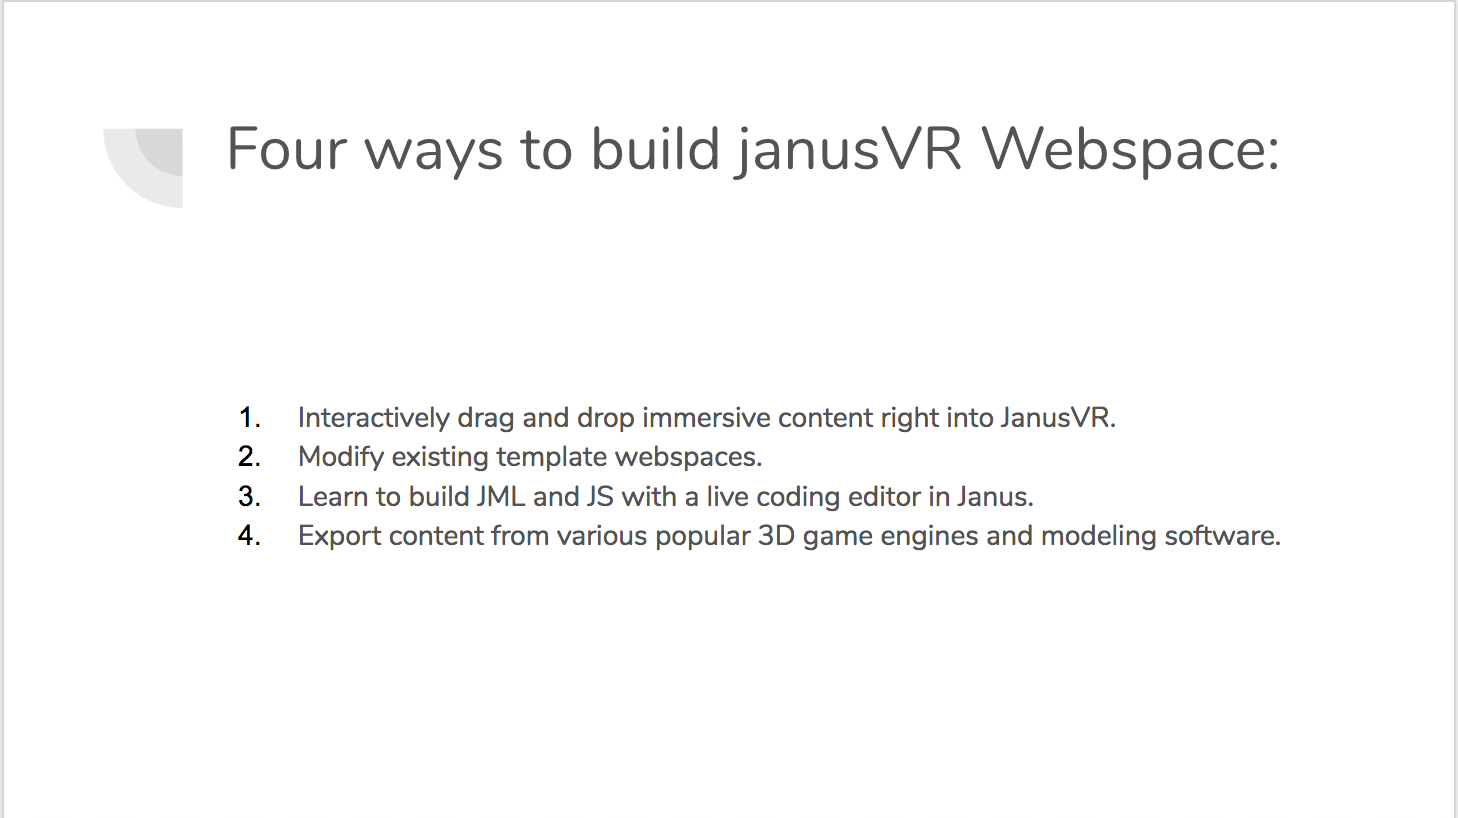 Four ways to build janusVR Webspace:
1. Interactively drag and drop immersive content right into JanusVR.
2. Modify existing template webspaces.
3. Learn to build JML and JS with a live coding editor in Janus.
4. Export content from various popular 3D game engines and modeling software.